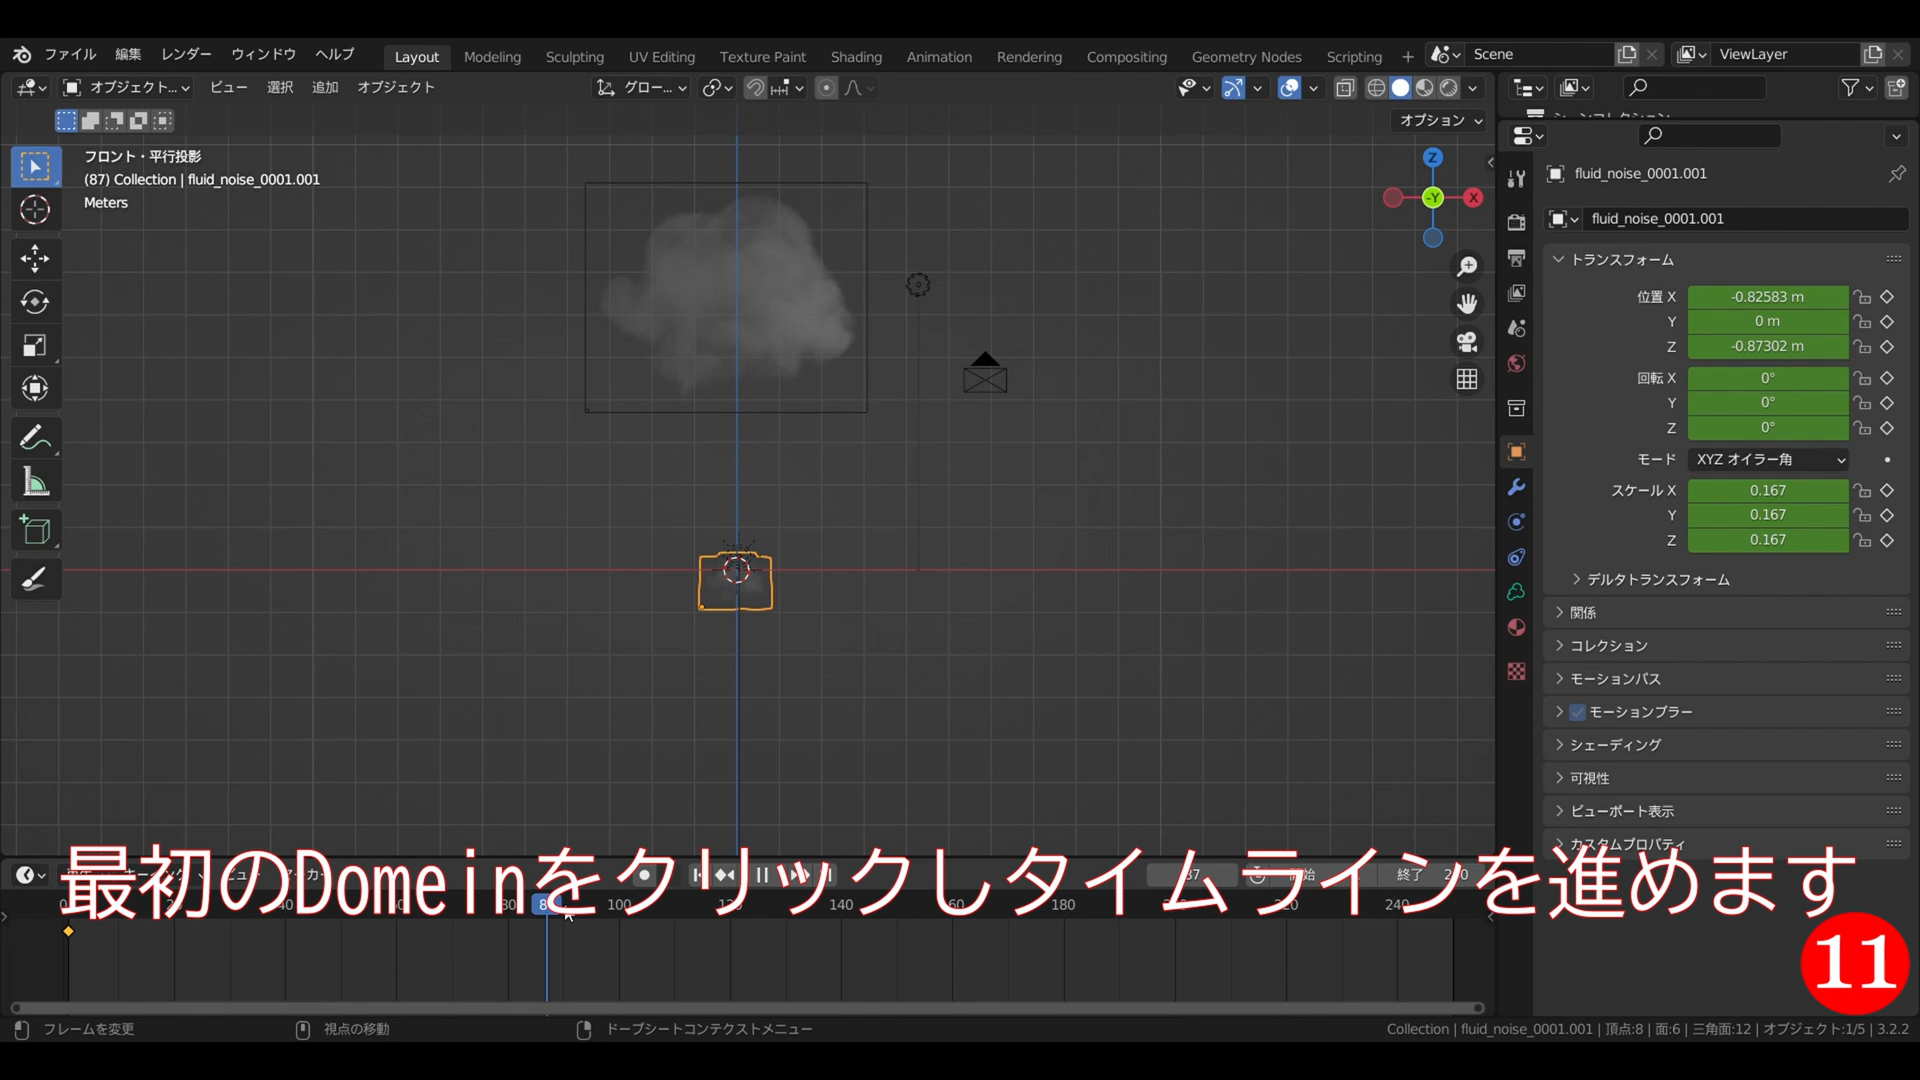 ファイル 編集 レンダー ウィンドウ ヘルプ Layout Modeling Sculpting UV Editing Texture Paint Shading Animation Rendering Compositing Geometry Nodes Scripting + Scene ViewLayer
オブジェクト... ビュー 選択 追加 オブジェクト グロー...
オプション
フロント・平行投影
(87) Collection | fluid_noise_0001.001
Meters
Z
-Y
X
fluid_noise_0001.001
fluid_noise_0001.001
トランスフォーム
位置 X -0.82583 m
Y 0 m
Z -0.87302 m
回転 X 0°
Y 0°
Z 0°
モード XYZ オイラー角
スケール X 0.167
Y 0.167
Z 0.167
デルタトランスフォーム
関係
コレクション
モーションパス
モーションブラー
シェーディング
可視性
ビューポート表示
カスタムプロパティ
最初のDomeinをクリックしタイムラインを進めます
終了
100 140 180 240
11
フレームを変更 視点の移動 ドープシートコンテクストメニュー Collection | fluid_noise_0001.001 | 頂点:8 | 面:6 | 三角面:12 | オブジェクト:1/5 | 3.2.2